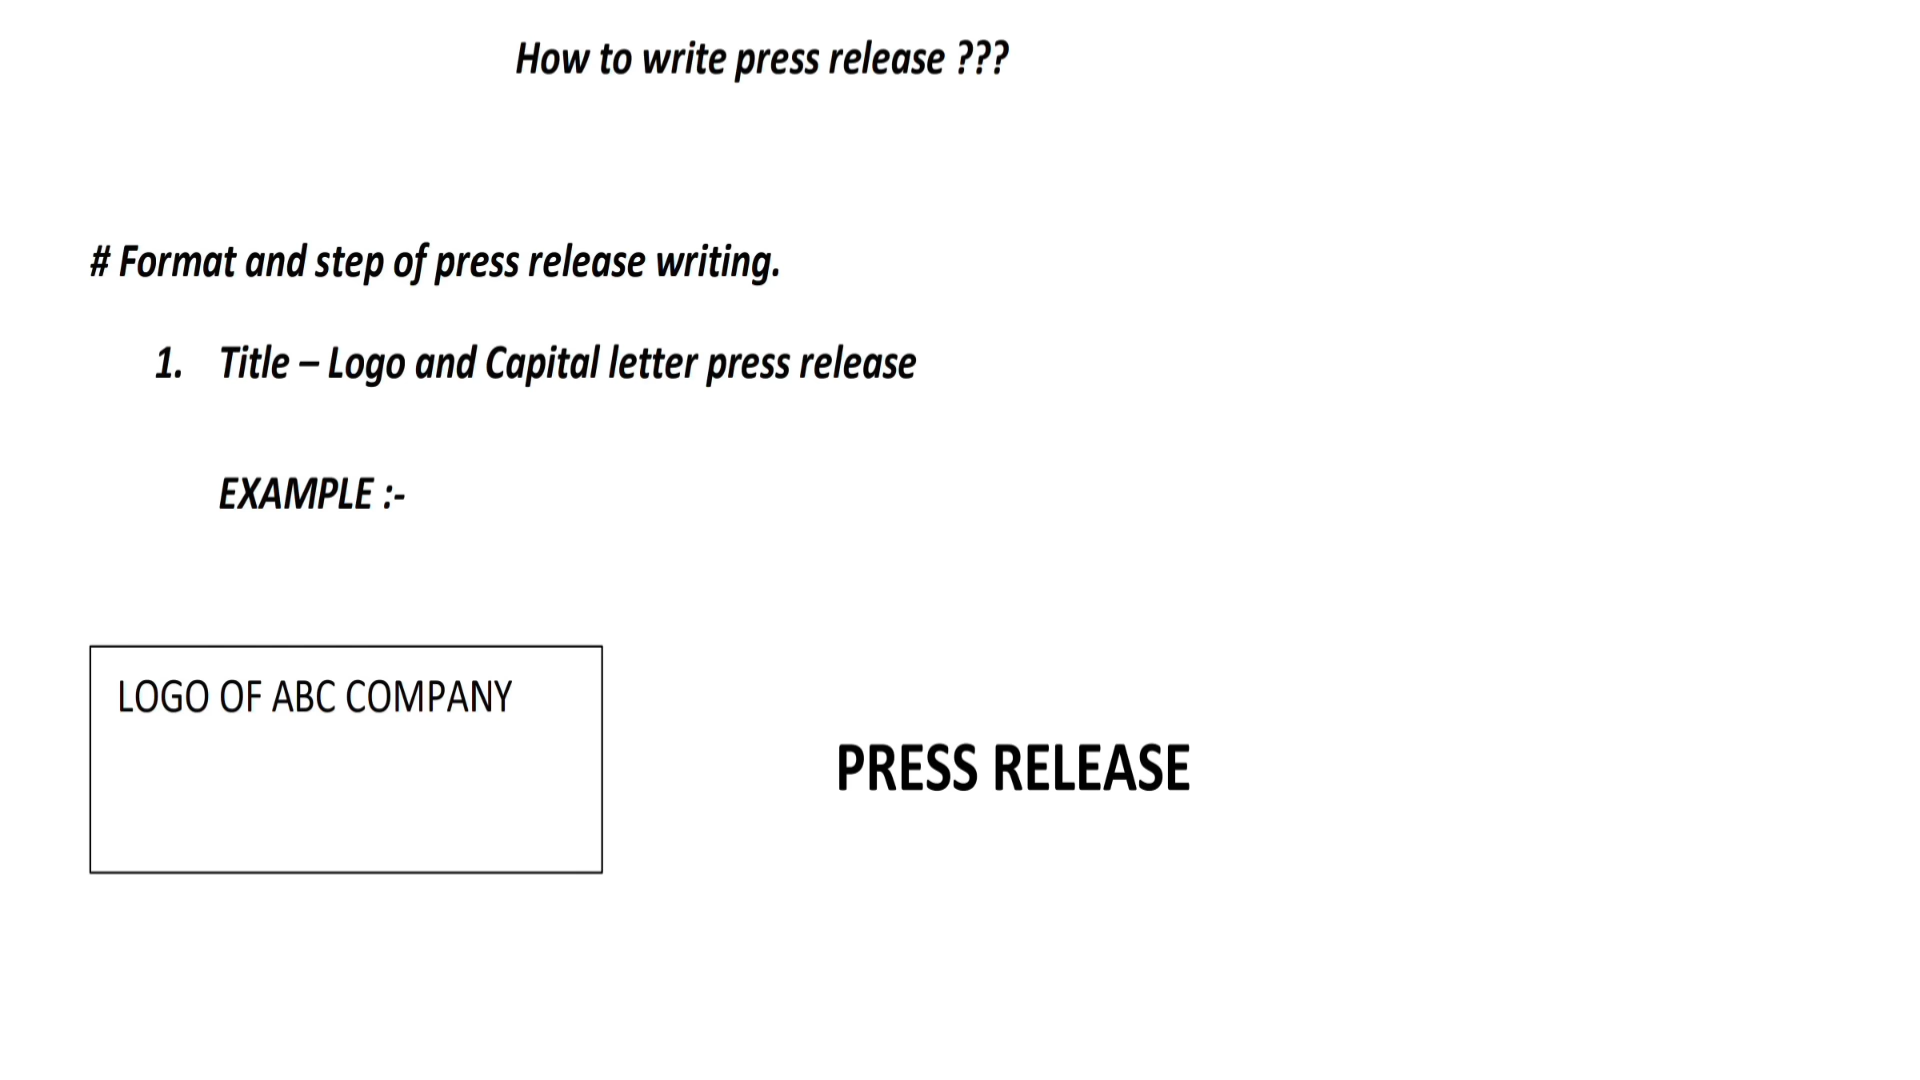 How to write press release ???
# Format and step of press release writing.
1. Title – Logo and Capital letter press release
EXAMPLE :-
LOGO OF ABC COMPANY
PRESS RELEASE